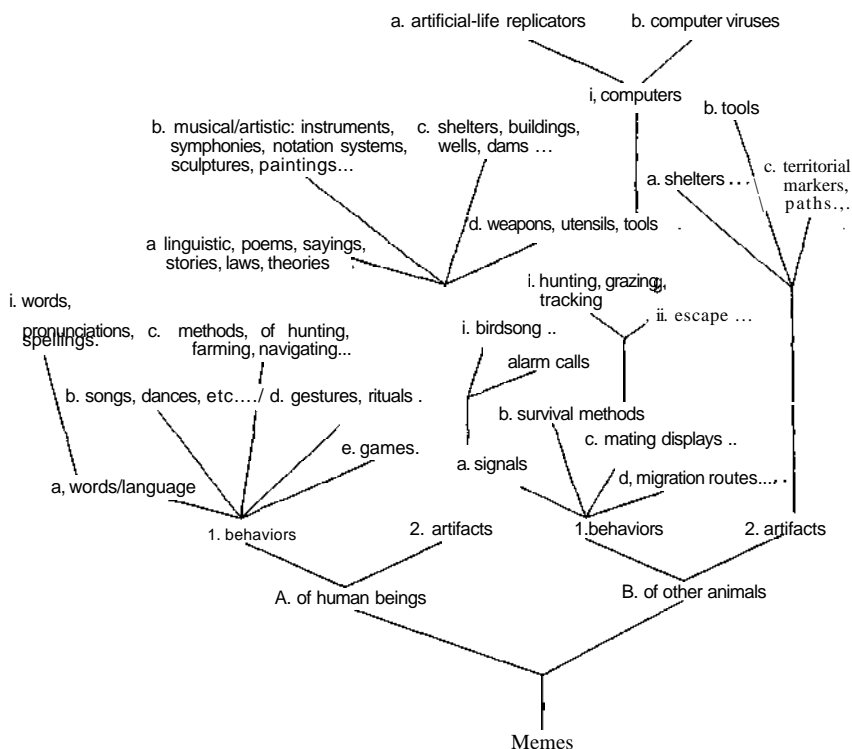 a. artificial-life replicators
b. computer viruses
i, computers
b. tools
b. musical/artistic: instruments,
symphonies, notation systems,
sculptures, paintings...
c. shelters, buildings,
wells, dams ...
a. shelters ...
c. territorial
markers,
paths.,.
d. weapons, utensils, tools .
a linguistic, poems, sayings,
stories, laws, theories
i. hunting, grazing,
tracking
ii. escape ...
i. words,
pronunciations,
spellings.
c. methods, of hunting,
farming, navigating...
i. birdsong ..
alarm calls
b. songs, dances, etc..../
d. gestures, rituals .
b. survival methods
e. games.
c. mating displays ..
a. signals
d, migration routes.... . .
a, words/language
1. behaviors
2. artifacts
1.behaviors
2. artifacts
A. of human beings
B. of other animals
Memes